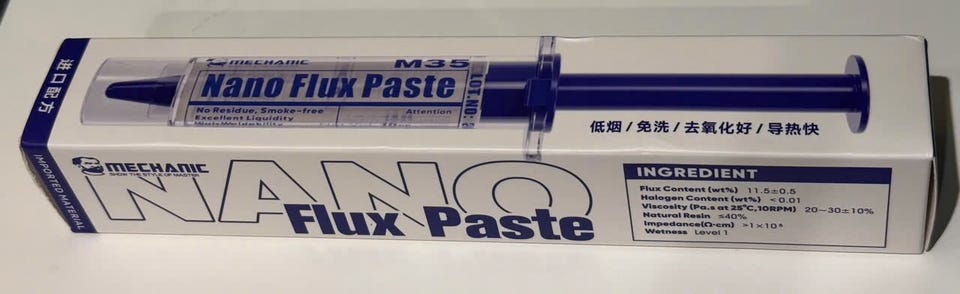 进口配方
MECHANIC
M35
Nano Flux Paste
No Residue, Smoke-free
Attention
Excellent Liquidity
LOT.NO:
低烟/免洗/去氧化好/导热快
IMPORTED MATERIAL
MECHANIC
SHOW THE STYLE OF MASTER
NANO
Flux Paste
INGREDIENT
Flux Content (wt%) 11.5±0.5
Halogen Content (wt%) <0.01
Viscosity (Pa.s at 25°C,10RPM) 20~30±10%
Natural Resin ≤40%
Impedance(Ω·cm) >1×10⁸
Wetness Level 1